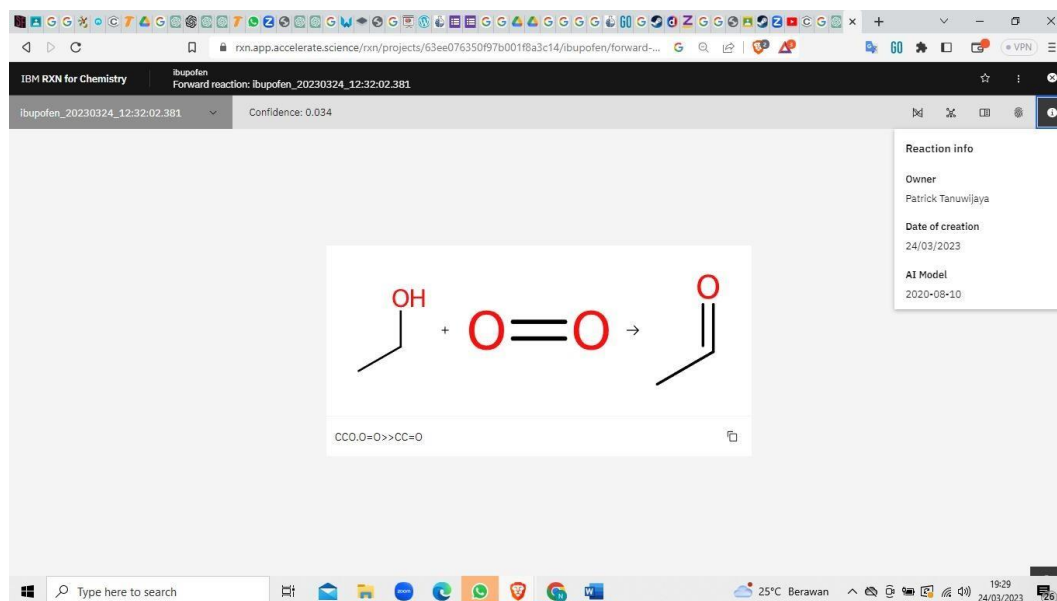 rxn.app.accelerate.science/rxn/projects/63ee076350f97b001f8a3c14/ibupofen/forward-...
GO
VPN
IBM RXN for Chemistry
ibupofen
Forward reaction: ibupofen_20230324_12:32:02.381
ibupofen_20230324_12:32:02.381
Confidence: 0.034
Reaction info
Owner
Patrick Tanuwijaya
Date of creation
24/03/2023
AI Model
2020-08-10
OH
+
O
O
→
O
CCO.O=O>>CC=O
Type here to search
zoom
25°C Berawan
19:29
24/03/2023
26